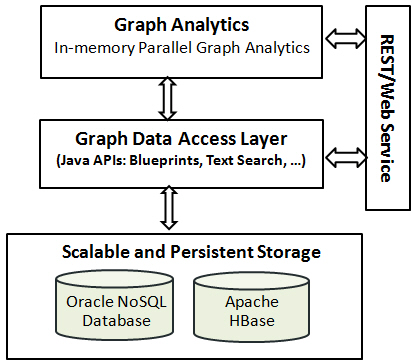 Graph Analytics
In-memory Parallel Graph Analytics
REST/Web Service
Graph Data Access Layer
(Java APIs: Blueprints, Text Search, ...)
Scalable and Persistent Storage
Oracle NoSQL
Database
Apache
HBase